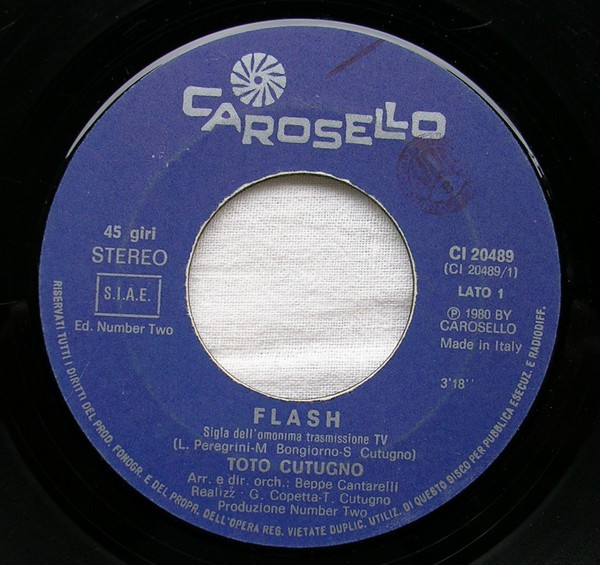 CAROSELLO
45 giri
STEREO
S.I.A.E.
Ed. Number Two
CI 20489
(CI 20489/1)
LATO 1
Ⓟ 1980 BY
CAROSELLO
Made in Italy
3'18''
FLASH
Sigla dell'omonima trasmissione TV
(L. Peregrini-M Bongiorno-S Cutugno)
TOTO CUTUGNO
Arr. e dir. orch.: Beppe Cantarelli
Realizz · G. Copetta-T. Cutugno
Produzione Number Two
RISERVATI TUTTI I DIRITTI DEL PROD. FONOGR. E DEL PROPR. DELL'OPERA REG. VIETATE DUPLIC. UTILIZ. DI QUESTO DISCO PER PUBBLICA ESECUZ. E RADIODIFF.